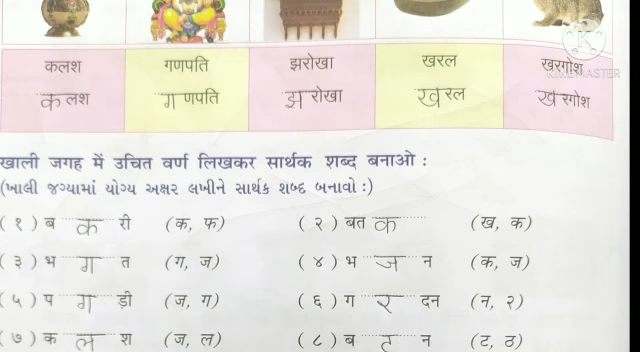 कलश गणपति झरोखा खरल खरगोश
कलश गणपति झरोखा खरल खरगोश
KINEMASTER
खाली जगह में उचित वर्ण लिखकर सार्थक शब्द बनाओ :
(ખાલી જગ્યામાં યોગ્ય અક્ષર લખીને સાર્થક શબ્દ બનાવો :)
(१) ब क री (क, फ) (२) बत क (ख, क)
(३) भ ग त (ग, ज) (४) भ ज न (क, ज)
(५) प ग ड़ी (ज, ग) (६) ग र दन (न, र)
(७) क ल श (ज, ल) (८) ब ट न (ट, ठ)